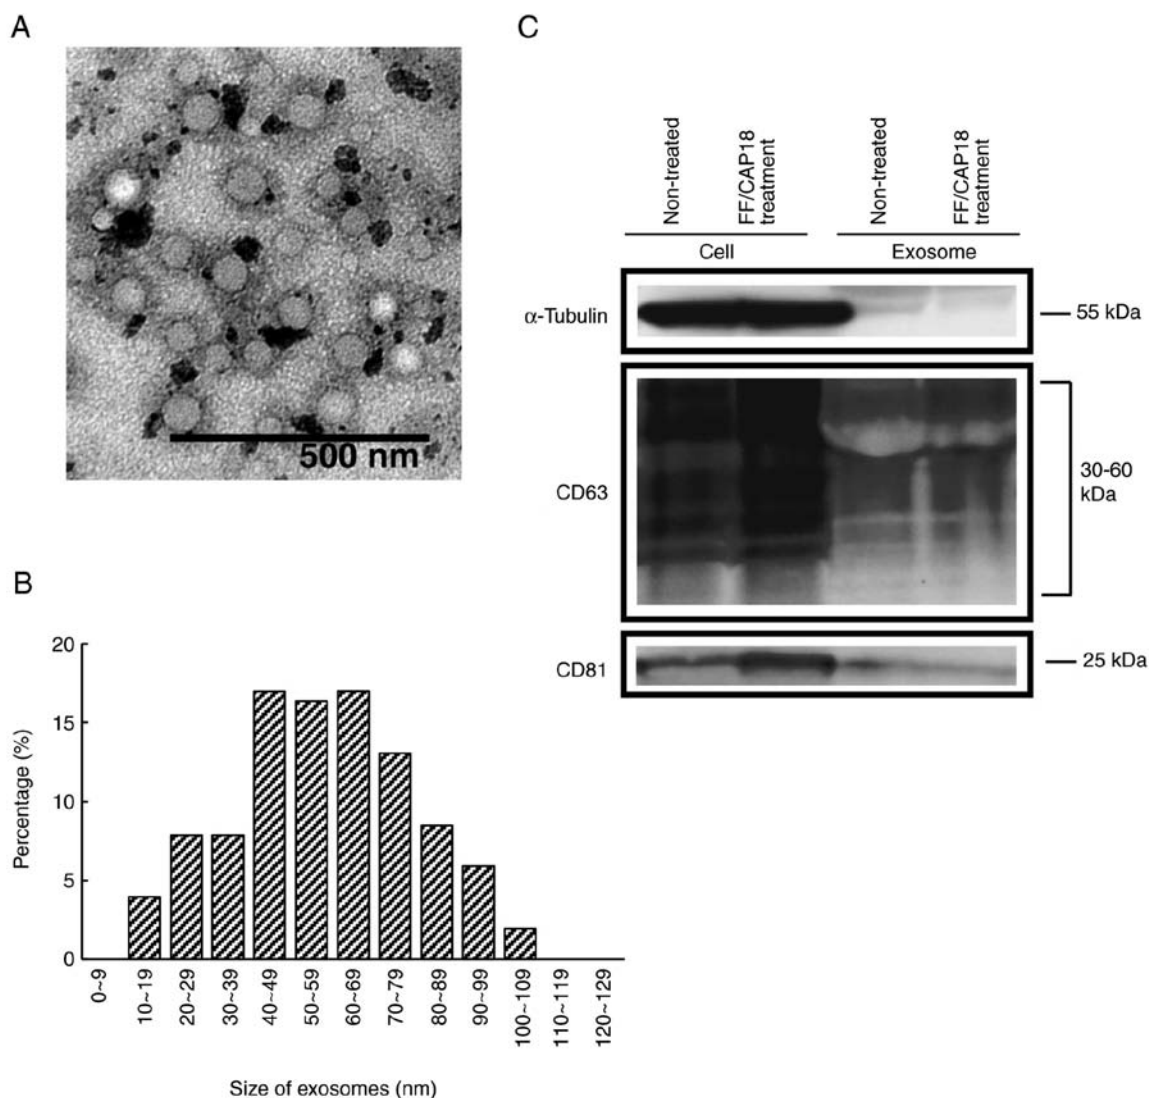 A
500 nm
B
20
15
10
5
0
Percentage (%)
0~9
10~19
20~29
30~39
40~49
50~59
60~69
70~79
80~89
90~99
100~109
110~119
120~129
Size of exosomes (nm)
C
Non-treated
FF/CAP18
treatment
Non-treated
FF/CAP18
treatment
Cell
Exosome
α-Tubulin
55 kDa
CD63
30-60
kDa
CD81
25 kDa